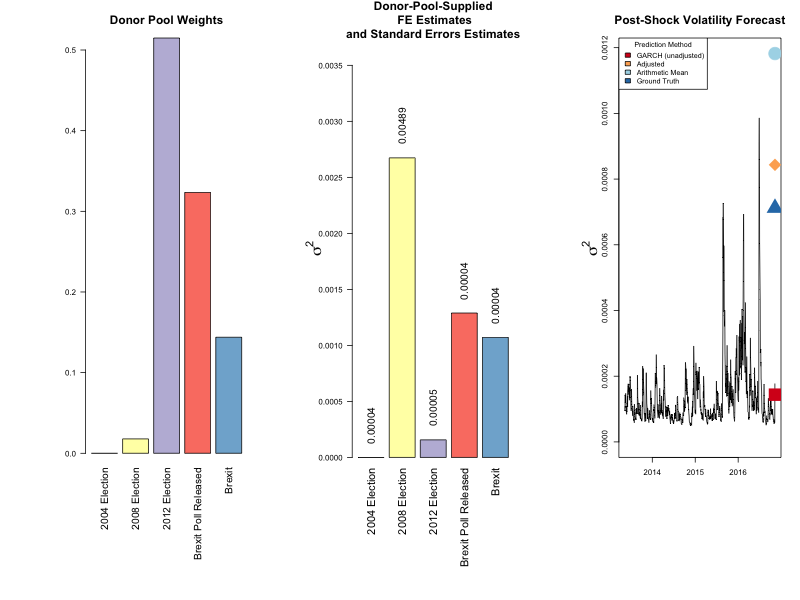 Donor Pool Weights
0.5
0.4
0.3
0.2
0.1
0.0
2004 Election
2008 Election
2012 Election
Brexit Poll Released
Brexit
Donor-Pool-Supplied
FE Estimates
and Standard Errors Estimates
σ2
0.0035
0.0030
0.0025
0.0020
0.0015
0.0010
0.0005
0.0000
0.00004
0.00489
0.00005
0.00004
0.00004
2004 Election
2008 Election
2012 Election
Brexit Poll Released
Brexit
Post-Shock Volatility Forecast
σ2
0.0012
0.0010
0.0008
0.0006
0.0004
0.0002
0.0000
Prediction Method
GARCH (unadjusted)
Adjusted
Arithmetic Mean
Ground Truth
2014 2015 2016